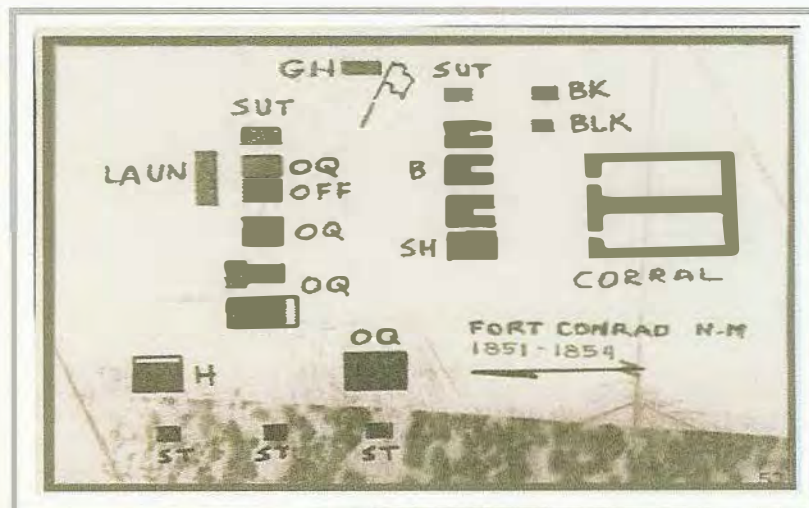 GH
SUT
SUT
BK
BLK
LAUN
OQ
OFF
B
OQ
SH
OQ
CORRAL
OQ
FORT CONRAD N-M
1851-1854
H
ST
ST
ST